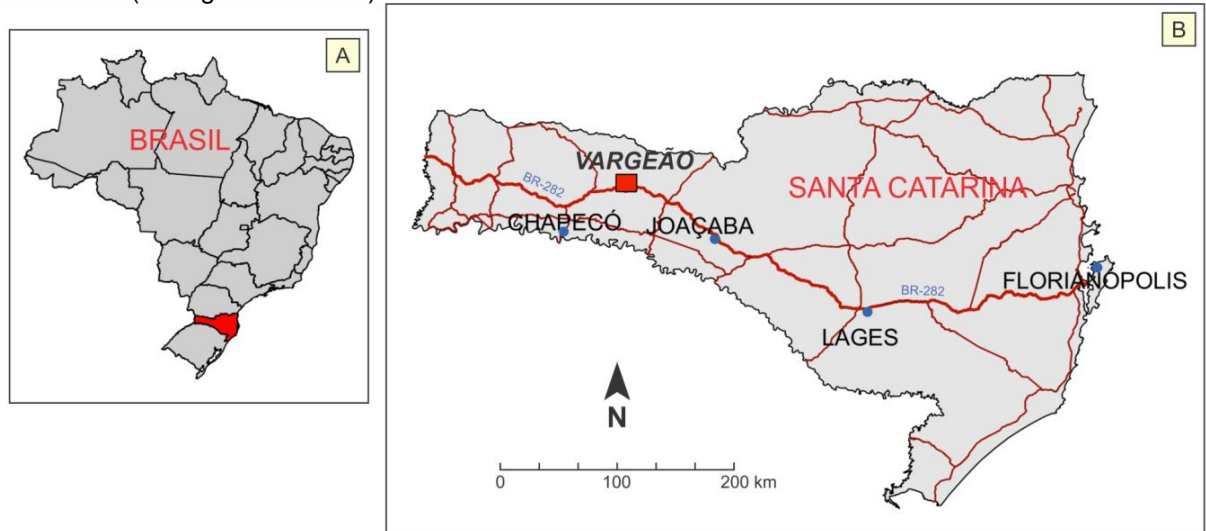 A
BRASIL
B
VARGEÃO
BR-282
SANTA CATARINA
CHAPECÓ
JOAÇABA
FLORIANÓPOLIS
BR-282
LAGES
N
0 100 200 km